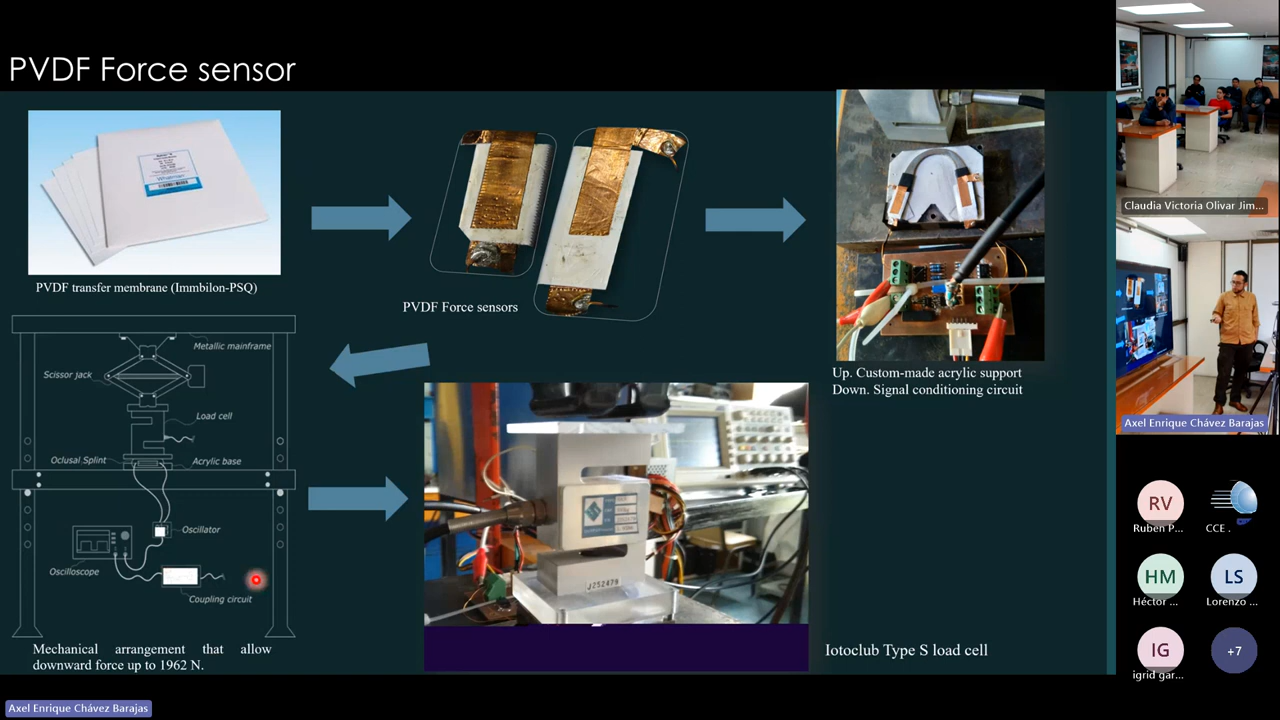 PVDF Force sensor
Whatman
PVDF transfer membrane (Immbilon-PSQ)
PVDF Force sensors
Up. Custom-made acrylic support
Down. Signal conditioning circuit
Metallic mainframe
Scissor jack
Load cell
Oclusal Splint
Acrylic base
Oscillator
Oscilloscope
Coupling circuit
Mechanical arrangement that allow
downward force up to 1962 N.
J252479
Iotoclub Type S load cell
Claudia Victoria Olivar Jim...
Axel Enrique Chávez Barajas
RV
Ruben P...
CCE .
HM
Héctor ...
LS
Lorenzo ...
IG
igrid gar...
+7
Axel Enrique Chávez Barajas